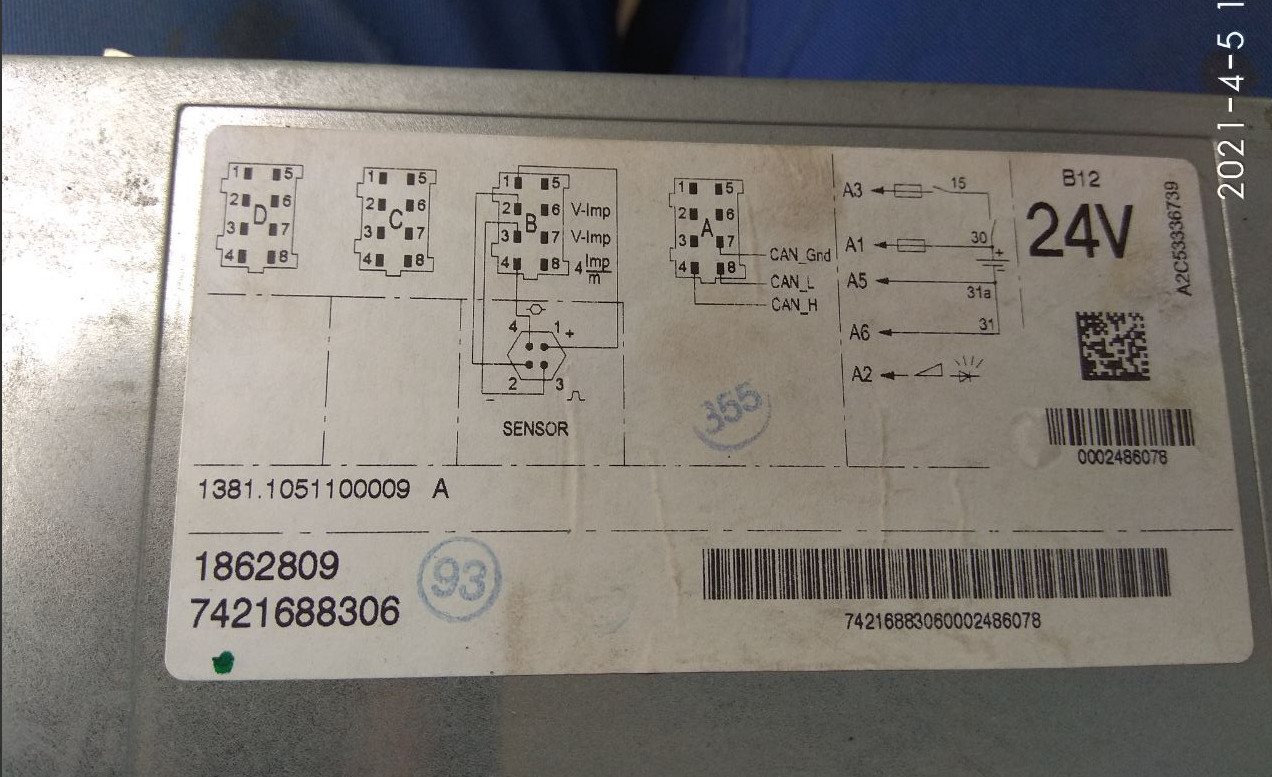 2021-4-5 1
1 5
2 6
D
3 7
4 8
1 5
2 6
C
3 7
4 8
1 5
2 6 V-Imp
B
3 7 V-Imp
4 8 4 Imp/m
1 5
2 6
A
3 7
4 8
CAN_Gnd
CAN_L
CAN_H
4 1 +
2 3
-
SENSOR
A3 15
A1 30
+
A5 31a
A6 31
A2
B12
24V
A2C53336739
0002486078
355
1381.1051100009 A
1862809
7421688306
93
74216883060002486078